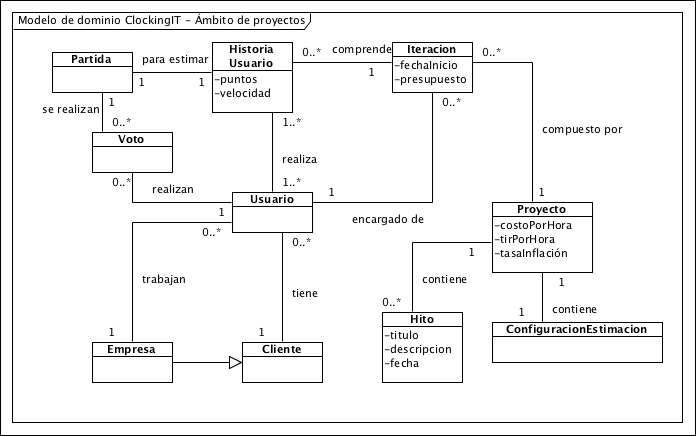 Modelo de dominio ClockingIT - Ámbito de proyectos
Partida
para estimar
1
1
Historia
Usuario
-puntos
-velocidad
0..*
comprende
1
Iteracion
-fechaInicio
-presupuesto
0..*
se realizan
1
0..*
Voto
0..*
realizan
1
1..*
realiza
1..*
0..*
compuesto por
1
Usuario
1
encargado de
0..*
0..*
Proyecto
-costoPorHora
-tirPorHora
-tasaInflación
trabajan
1
tiene
1
1
contiene
0..*
1
contiene
1
Empresa
Cliente
Hito
-titulo
-descripcion
-fecha
ConfiguracionEstimacion